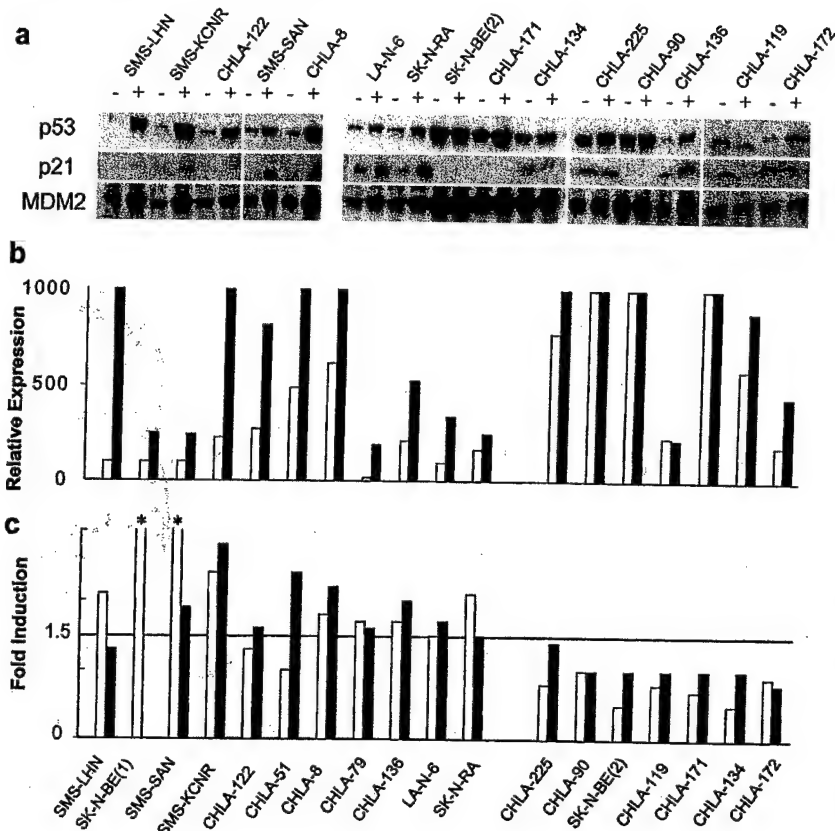 a
SMS-LHN SMS-KCNR CHLA-122 SMS-SAN CHLA-8 LA-N-6 SK-N-RA SK-N-BE(2) CHLA-171 CHLA-134 CHLA-225 CHLA-90 CHLA-136 CHLA-119 CHLA-172
- + - + - + - + - + - + - + - + - + - + - + - + - + - + - +
p53
p21
MDM2
b
Relative Expression
1000
500
0
c
Fold Induction
* *
1.5
0
SMS-LHN SK-N-BE(1) SMS-SAN SMS-KCNR CHLA-122 CHLA-51 CHLA-8 CHLA-79 CHLA-136 LA-N-6 SK-N-RA CHLA-225 CHLA-90 SK-N-BE(2) CHLA-119 CHLA-171 CHLA-134 CHLA-172